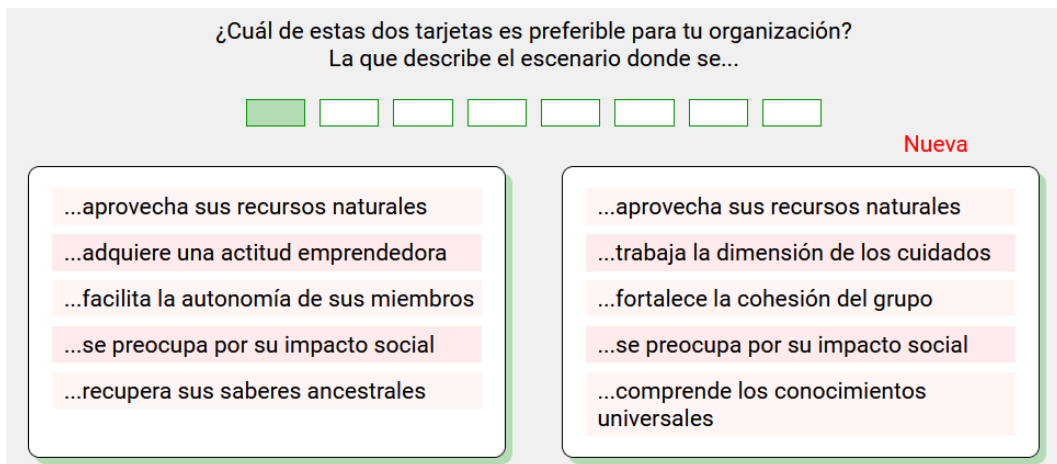 ¿Cuál de estas dos tarjetas es preferible para tu organización?
La que describe el escenario donde se...
Nueva
...aprovecha sus recursos naturales
...adquiere una actitud emprendedora
...facilita la autonomía de sus miembros
...se preocupa por su impacto social
...recupera sus saberes ancestrales
...aprovecha sus recursos naturales
...trabaja la dimensión de los cuidados
...fortalece la cohesión del grupo
...se preocupa por su impacto social
...comprende los conocimientos
universales